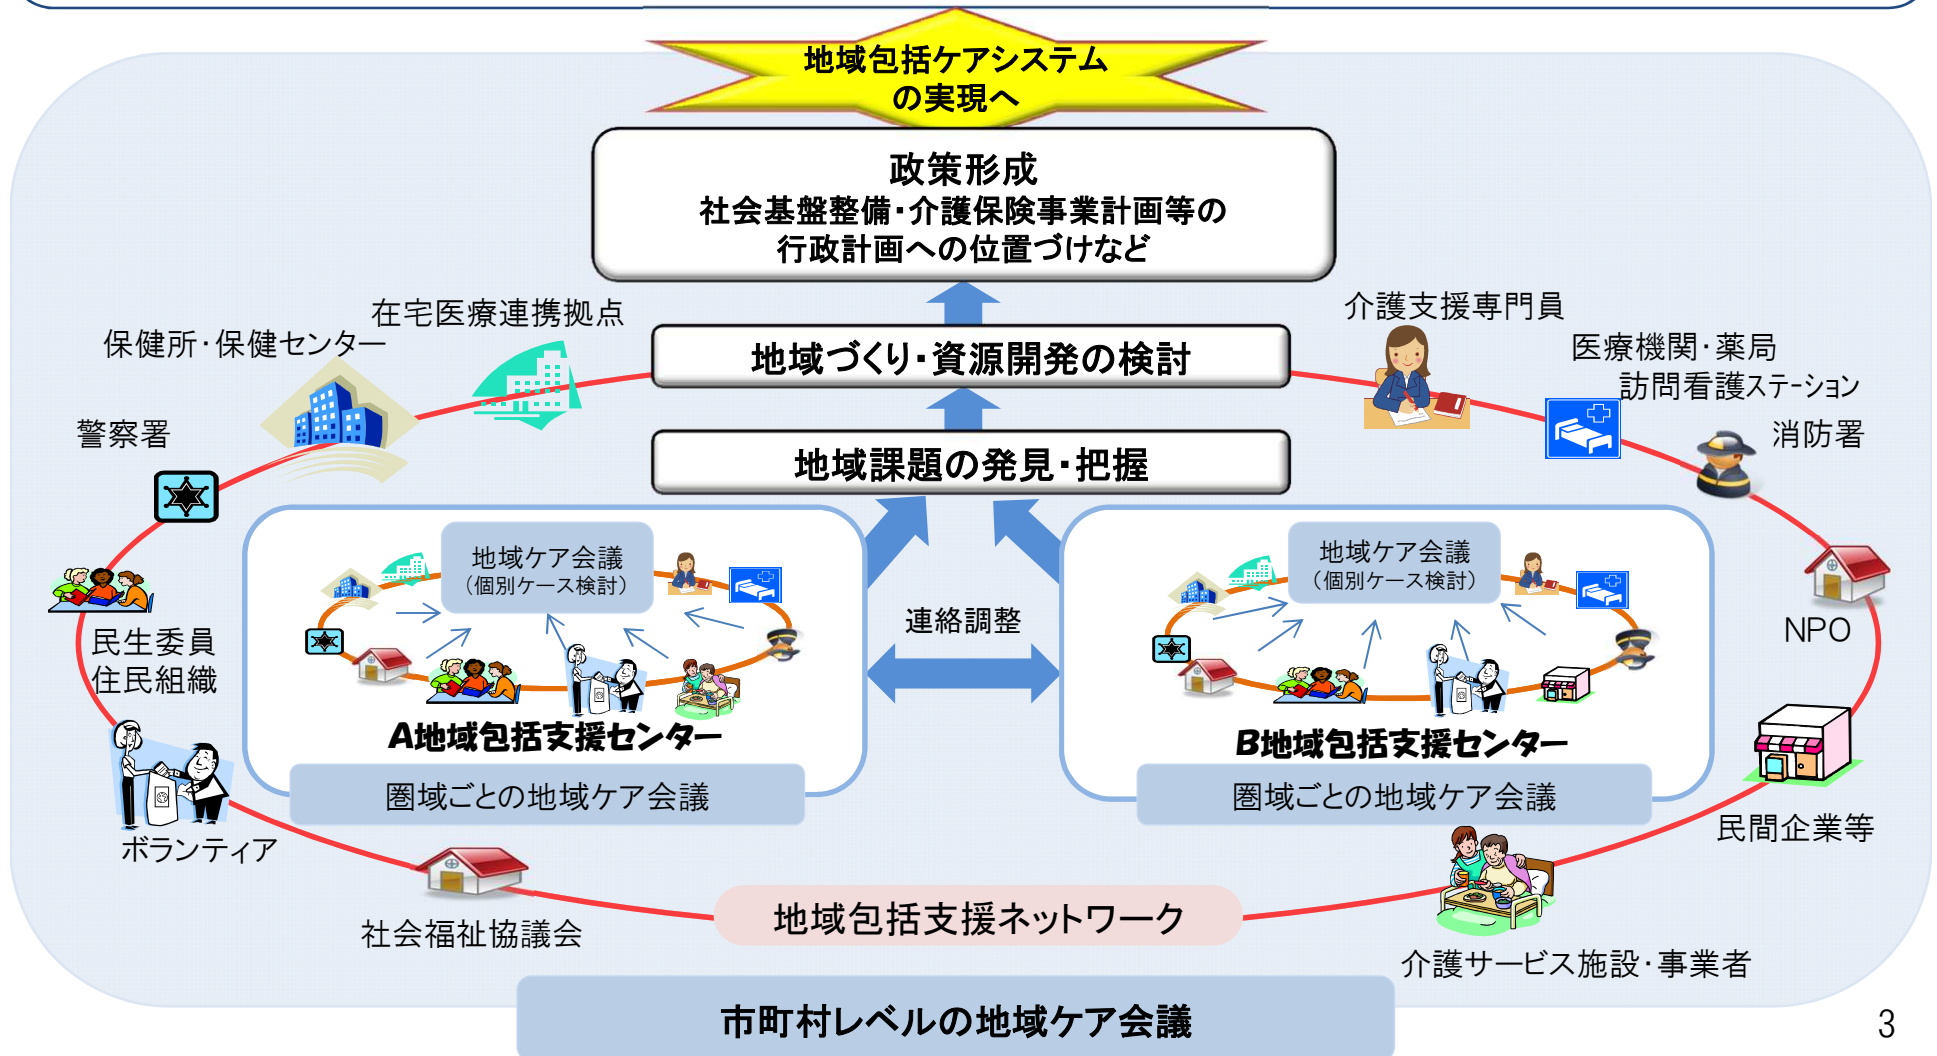 地域包括ケアシステム
の実現へ
政策形成
社会基盤整備・介護保険事業計画等の
行政計画への位置づけなど
在宅医療連携拠点
保健所・保健センター
介護支援専門員
地域づくり・資源開発の検討
医療機関・薬局
訪問看護ステーション
警察署
消防署
地域課題の発見・把握
地域ケア会議
（個別ケース検討）
地域ケア会議
（個別ケース検討）
連絡調整
民生委員
住民組織
NPO
A地域包括支援センター
B地域包括支援センター
圏域ごとの地域ケア会議
圏域ごとの地域ケア会議
ボランティア
民間企業等
社会福祉協議会
地域包括支援ネットワーク
介護サービス施設・事業者
市町村レベルの地域ケア会議
3